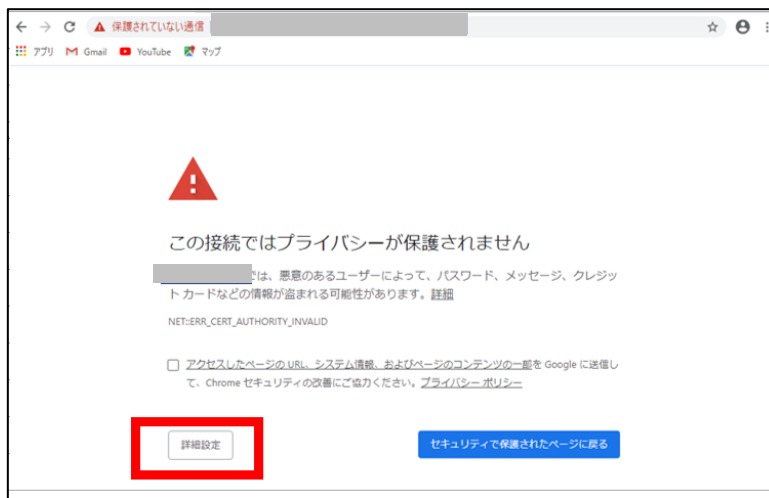 保護されていない通信
アプリ Gmail YouTube マップ
この接続ではプライバシーが保護されません
では、悪意のあるユーザーによって、パスワード、メッセージ、クレジッ
ト カードなどの情報が盗まれる可能性があります。詳細
NET::ERR_CERT_AUTHORITY_INVALID
アクセスしたページの URL、システム情報、およびページのコンテンツの一部を Google に送信し
て、Chrome セキュリティの改善にご協力ください。プライバシー ポリシー
詳細設定 セキュリティで保護されたページに戻る